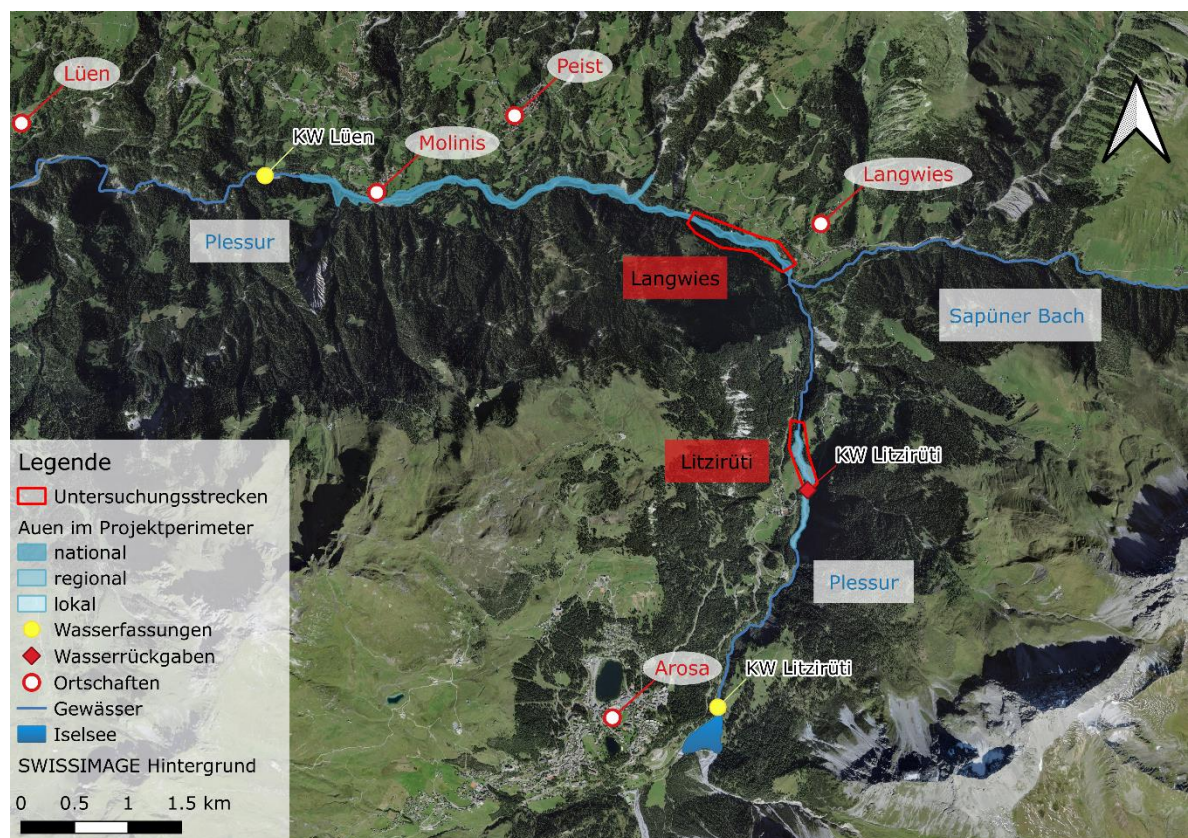 Lüen
Peist
KW Lüen
Molinis
Langwies
Plessur
Langwies
Sapüner Bach
Litzirüti
KW Litzirüti
Plessur
Arosa
KW Litzirüti
Legende
Untersuchungsstrecken
Auen im Projektperimeter
national
regional
lokal
Wasserfassungen
Wasserrückgaben
Ortschaften
Gewässer
Iselsee
SWISSIMAGE Hintergrund
0 0.5 1 1.5 km